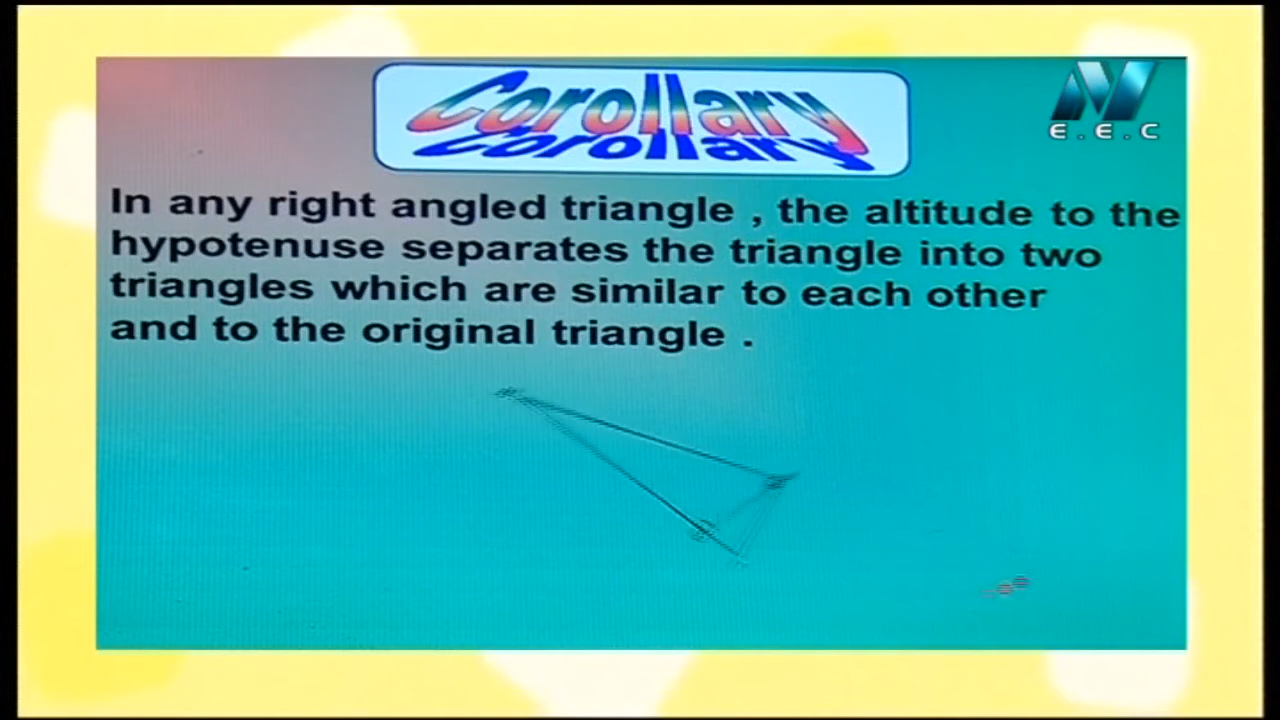 Corollary
E.E.C
In any right angled triangle , the altitude to the
hypotenuse separates the triangle into two
triangles which are similar to each other
and to the original triangle .